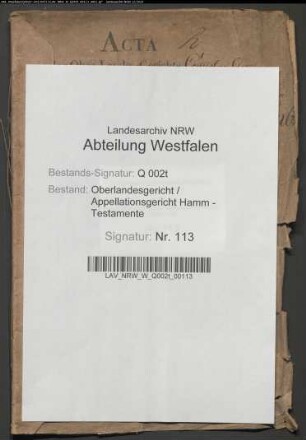 ACTA
Landesarchiv NRW
Abteilung Westfalen
Bestands-Signatur: Q 002t
Bestand: Oberlandesgericht /
Appellationsgericht Hamm -
Testamente
Signatur: Nr. 113
LAV_NRW_W_Q002t_00113